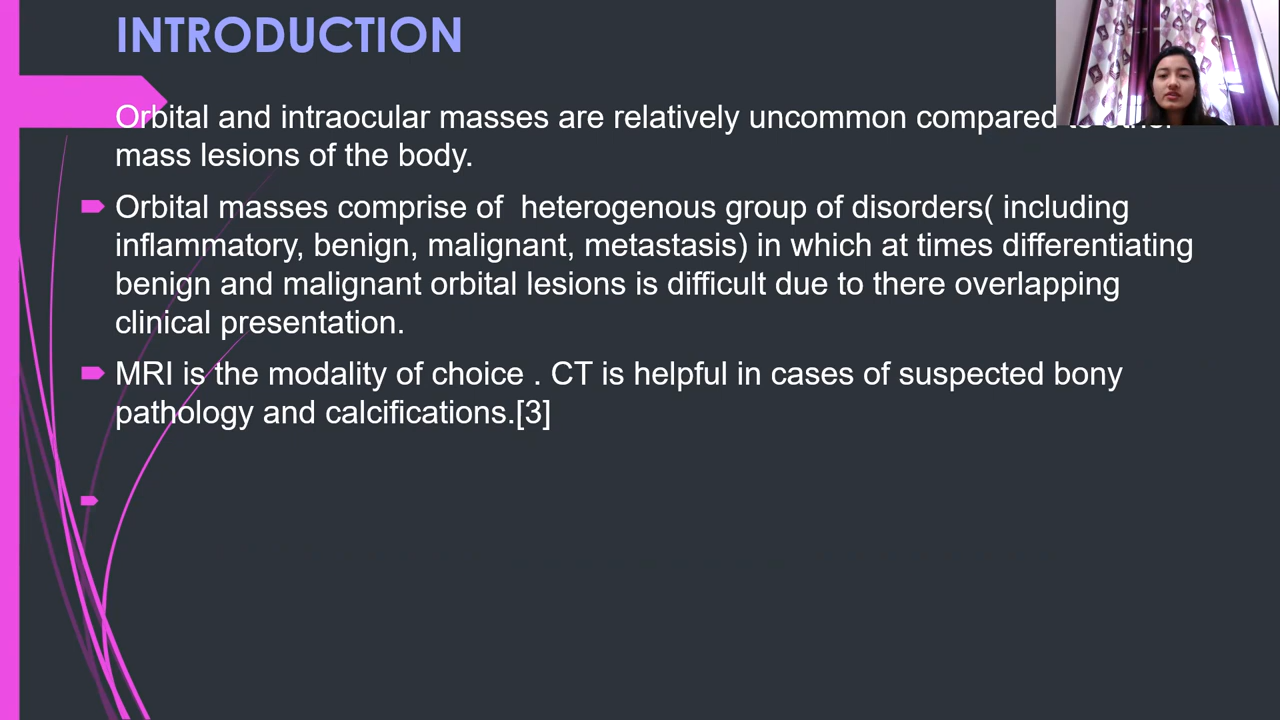 INTRODUCTION
Orbital and intraocular masses are relatively uncommon compared to other
mass lesions of the body.
Orbital masses comprise of  heterogenous group of disorders( including
inflammatory, benign, malignant, metastasis) in which at times differentiating
benign and malignant orbital lesions is difficult due to there overlapping
clinical presentation.
MRI is the modality of choice . CT is helpful in cases of suspected bony
pathology and calcifications.[3]